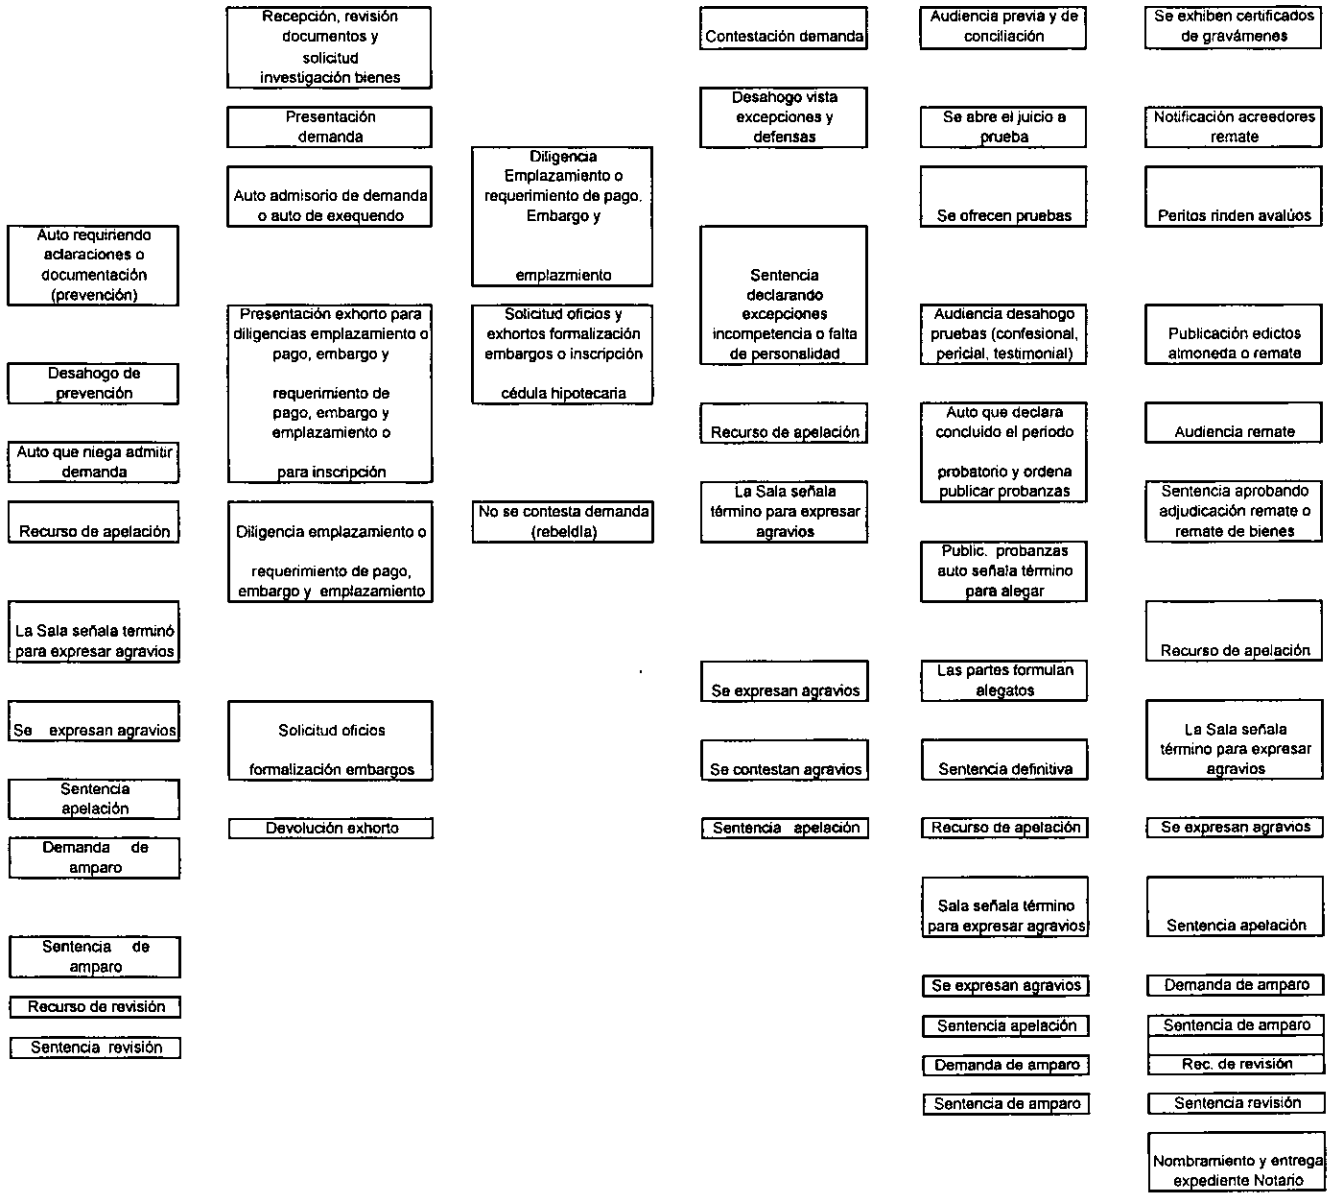 Auto requiriendo
aclaraciones o
documentación
(prevención)
Desahogo de
prevención
Auto que niega admitir
demanda
Recurso de apelación
La Sala señala terminó
para expresar agravios
Se expresan agravios
Sentencia
apelación
Demanda de
amparo
Sentencia de
amparo
Recurso de revisión
Sentencia revisión
Recepción, revisión
documentos y
solicitud
investigación bienes
Presentación
demanda
Auto admisorio de demanda
o auto de exequendo
Presentación exhorto para
diligencias emplazamiento o
pago, embargo y
requerimiento de
pago, embargo y
emplazamiento o
para inscripción
Diligencia emplazamiento o
requerimiento de pago,
embargo y emplazamiento
Solicitud oficios
formalización embargos
Devolución exhorto
Diligencia
Emplazamiento o
requerimiento de pago.
Embargo y
emplazmiento
Solicitud oficios y
exhortos formalización
embargos o inscripción
cédula hipotecaria
No se contesta demanda
(rebeldía)
Contestación demanda
Desahogo vista
excepciones y
defensas
Sentencia
declarando
excepciones
incompetencia o falta
de personalidad
Recurso de apelación
La Sala señala
término para expresar
agravios
Se expresan agravios
Se contestan agravios
Sentencia apelación
Audiencia previa y de
conciliación
Se abre el juicio a
prueba
Se ofrecen pruebas
Audiencia desahogo
pruebas (confesional,
pericial, testimonial)
Auto que declara
concluido el periodo
probatorio y ordena
publicar probanzas
Public. probanzas
auto señala término
para alegar
Las partes formulan
alegatos
Sentencia definitiva
Recurso de apelación
Sala señala término
para expresar agravios
Se expresan agravios
Sentencia apelación
Demanda de amparo
Sentencia de amparo
Se exhiben certificados
de gravámenes
Notificación acreedores
remate
Peritos rinden avalúos
Publicación edictos
almoneda o remate
Audiencia remate
Sentencia aprobando
adjudicación remate o
remate de bienes
Recurso de apelación
La Sala señala
término para expresar
agravios
Se expresan agravios
Sentencia apelación
Demanda de amparo
Sentencia de amparo
Rec. de revisión
Sentencia revisión
Nombramiento y entrega
expediente Notario